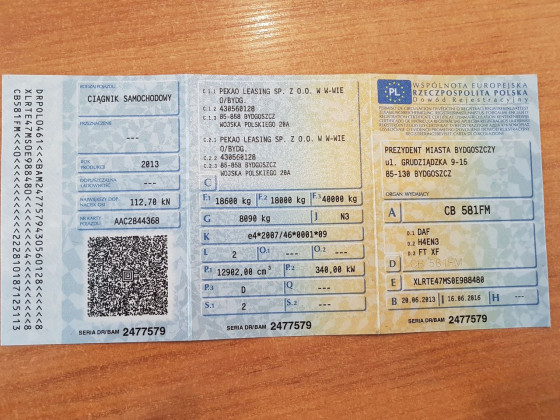 RODZAJ POJAZDU
CIĄGNIK SAMOCHODOWY
PRZEZNACZENIE
---
ROK PRODUKCJI
2013
DOPUSZCZALNA ŁADOWNOŚĆ
---
NAJWIĘKSZY DOP. NACISK OSI
112,70 kN
NR KARTY POJAZDU
AAC2844368
SERIA DR/BAM 2477579
C.1.1 PEKAO LEASING SP. Z O.O. W W-WIE
O/BYDG.
C.1.2 430560128
C.1.3 85-058 BYDGOSZCZ
WOJSKA POLSKIEGO 20A
C.2.1 PEKAO LEASING SP. Z O.O. W W-WIE
O/BYDG.
C.2.2 430560128
C.2.3 85-058 BYDGOSZCZ
WOJSKA POLSKIEGO 20A
C
F.1 18600 kg F.2 18000 kg F.3 40000 kg
G 8090 kg J N3
K e4*2007/46*0001*09
L 2 O.1 --- O.2 ---
P.1 12902,00 cm³ P.2 340,00 kW
P.3 D Q ---
S.1 2 S.2 ---
SERIA DR/BAM 2477579
PL
WSPÓLNOTA EUROPEJSKA
RZECZPOSPOLITA POLSKA
Dowód Rejestracyjny
PREZYDENT MIASTA BYDGOSZCZY
ul. GRUDZIĄDZKA 9-15
85-130 BYDGOSZCZ
ORGAN WYDAJĄCY
A CB 581FM
D.1 DAF
D.2 H4EN3
D.3 FT XF
D
E XLRTE47MS0E988480
B 20.06.2013 I 16.06.2016 H ---
SERIA DR/BAM 2477579